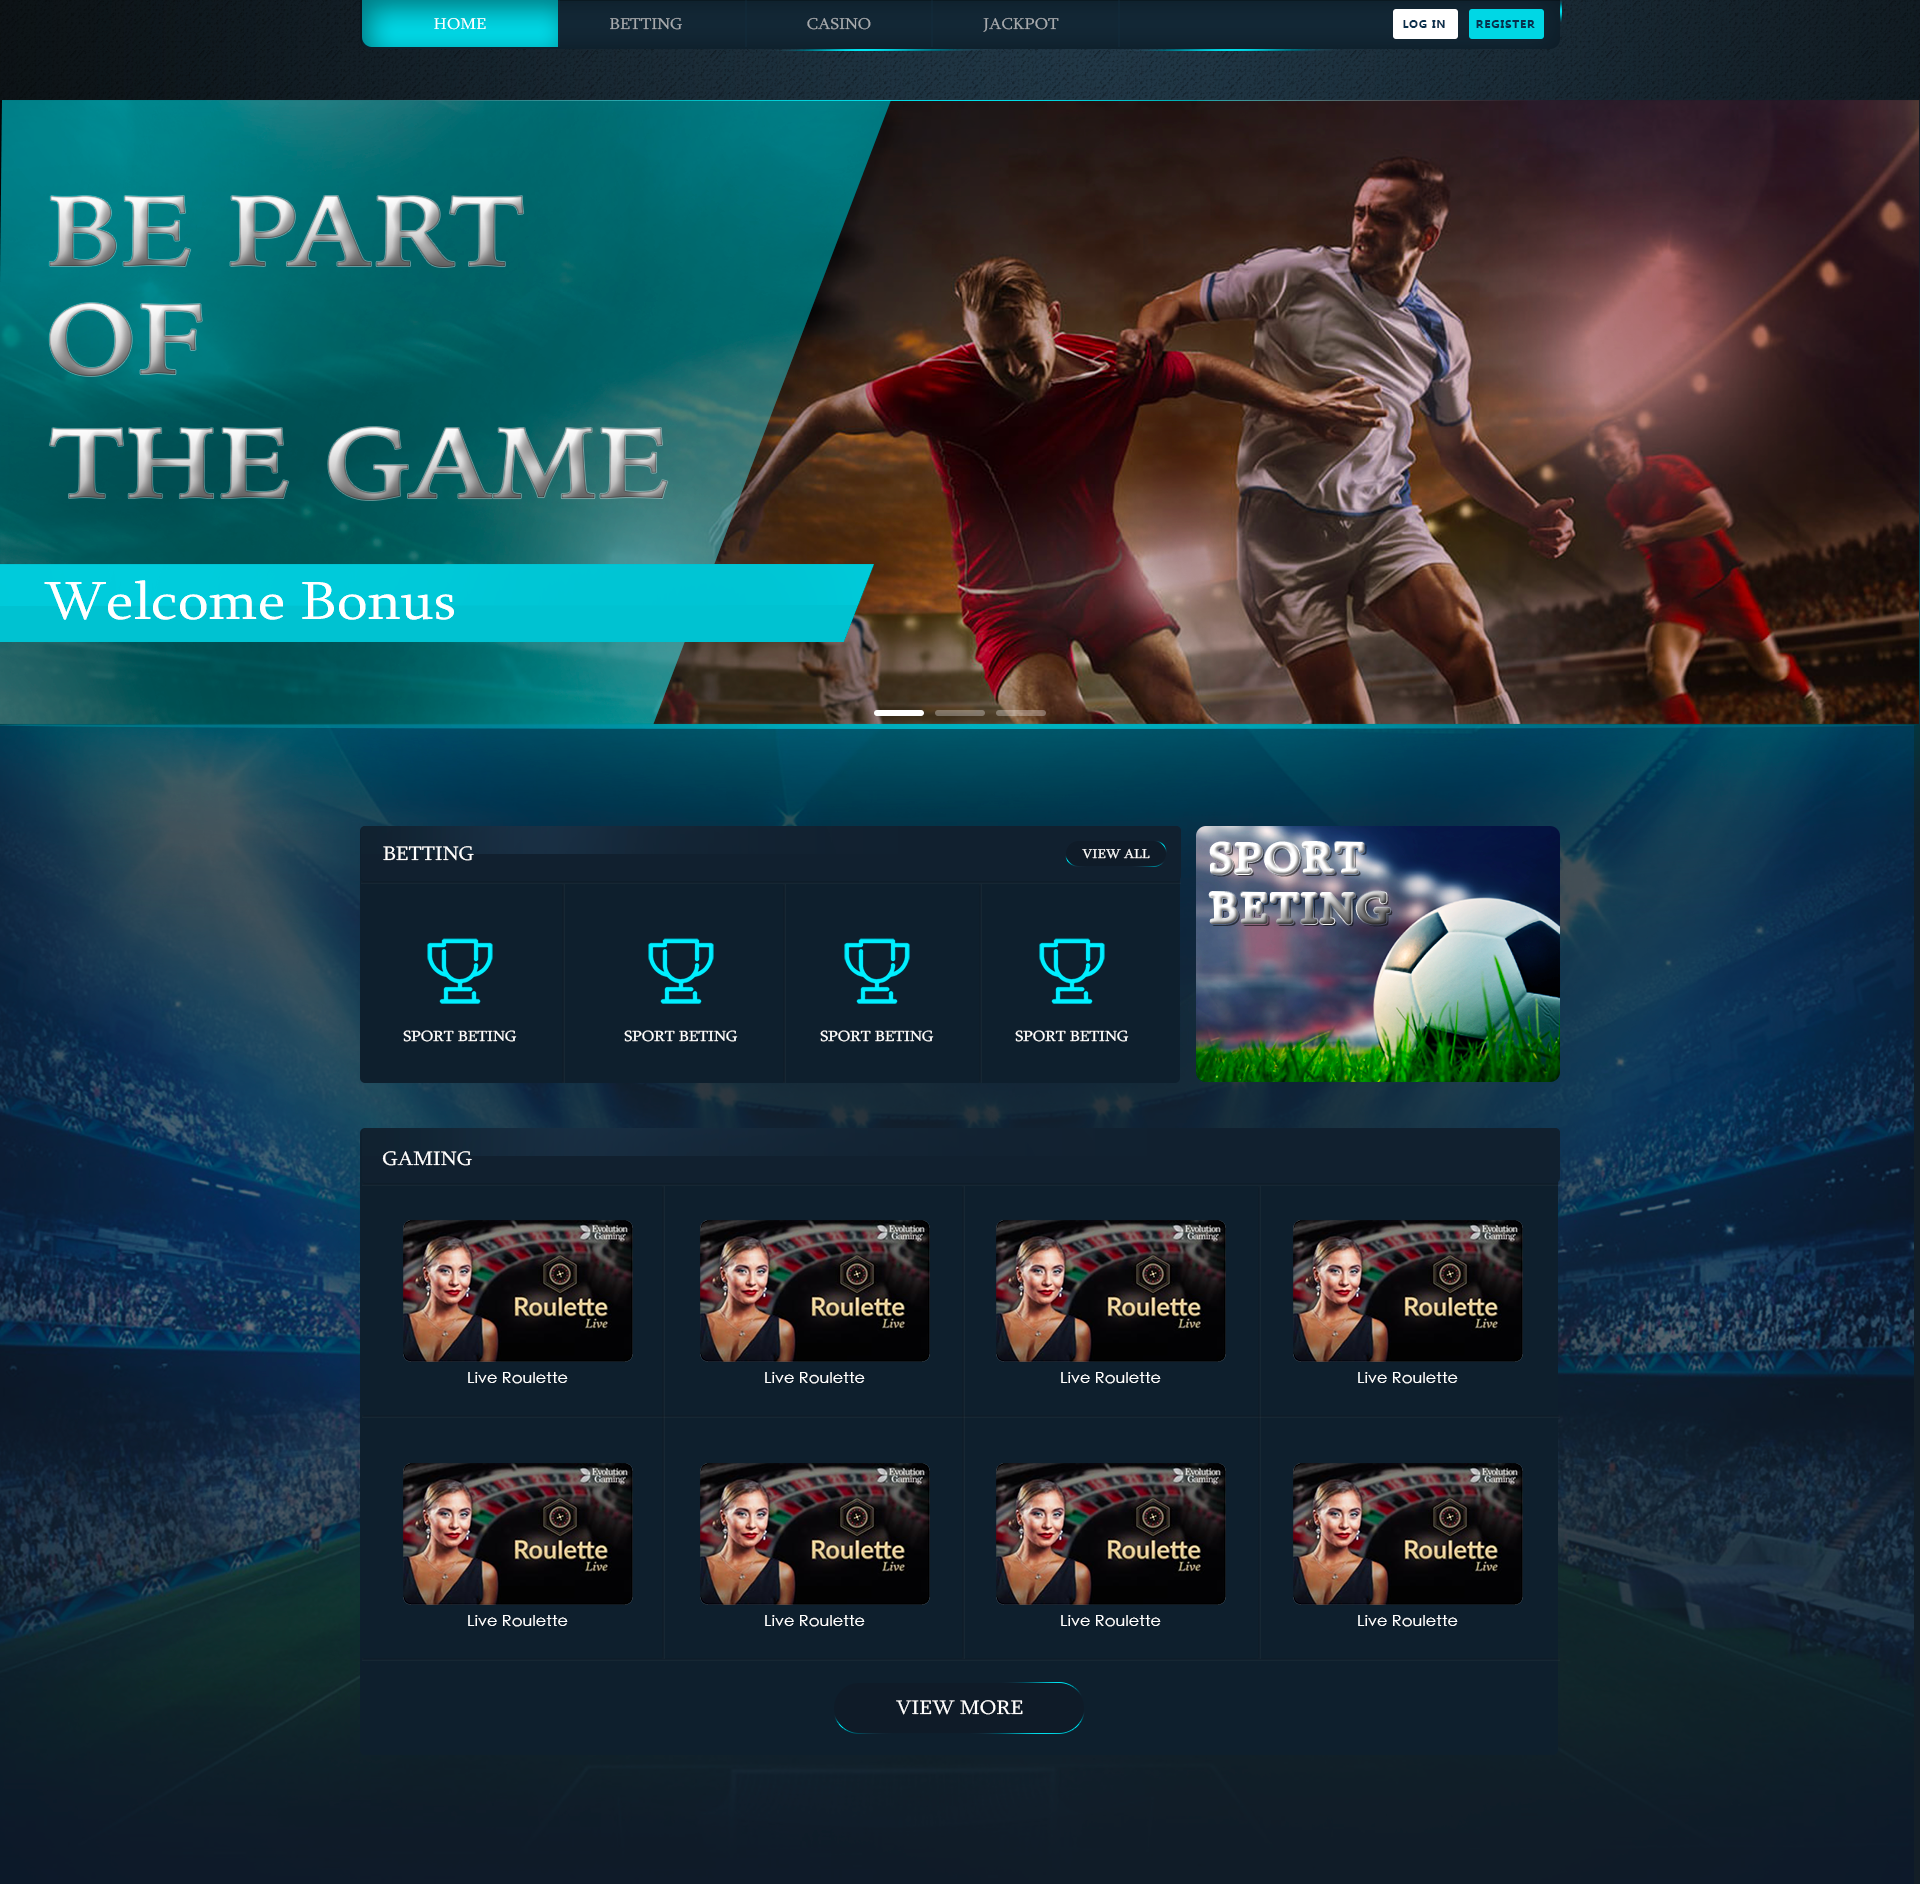 HOME
BETTING
CASINO
JACKPOT
LOG IN
REGISTER
BE PART
OF
THE GAME
Welcome Bonus
BETTING
VIEW ALL
SPORT BETING
SPORT BETING
SPORT BETING
SPORT BETING
SPORT
BETING
GAMING
Evolution
Gaming
Roulette
Live
Live Roulette
Evolution
Gaming
Roulette
Live
Live Roulette
Evolution
Gaming
Roulette
Live
Live Roulette
Evolution
Gaming
Roulette
Live
Live Roulette
Evolution
Gaming
Roulette
Live
Live Roulette
Evolution
Gaming
Roulette
Live
Live Roulette
Evolution
Gaming
Roulette
Live
Live Roulette
Evolution
Gaming
Roulette
Live
Live Roulette
VIEW MORE